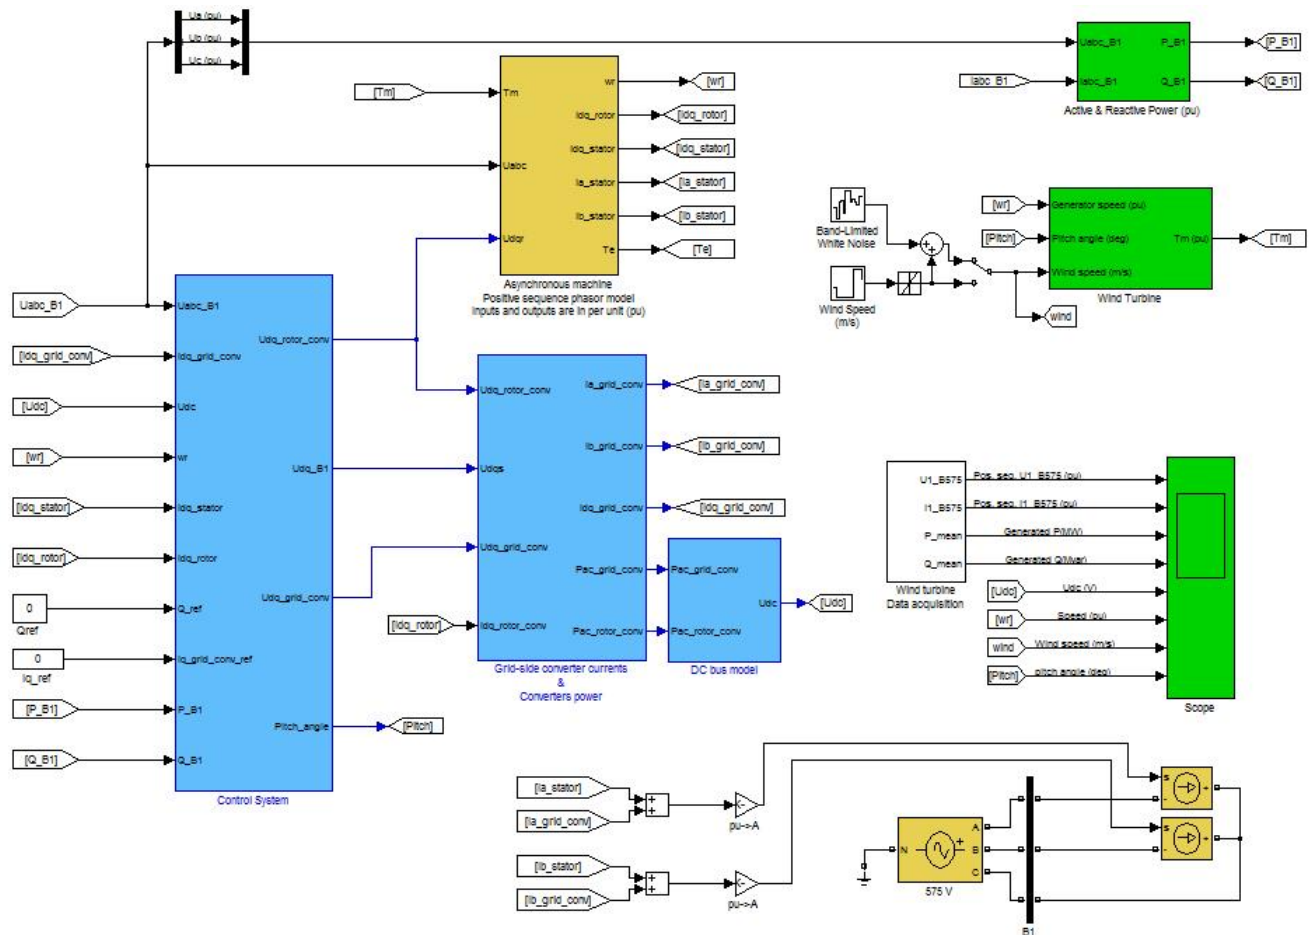 Ua (pu)
Ub (pu)
Uc (pu)
[Tm]
Tm
Uabc
Udqr
wr
Idq_rotor
Idq_stator
Ia_stator
Ib_stator
Te
[wr]
[Idq_rotor]
[Idq_stator]
[Ia_stator]
[Ib_stator]
[Te]
Asynchronous machine
Positive sequence phasor model
Inputs and outputs are in per unit (pu)
Iabc_B1
Uabc_B1
Iabc_B1
P_B1
Q_B1
[P_B1]
[Q_B1]
Active & Reactive Power (pu)
Band-Limited
White Noise
Wind Speed
(m/s)
wind
[wr]
[Pitch]
Generator speed (pu)
Pitch angle (deg)
Wind speed (m/s)
Tm (pu)
[Tm]
Wind Turbine
Uabc_B1
[Idq_grid_conv]
[Udc]
[wr]
[Idq_stator]
[Idq_rotor]
0
Qref
0
Iq_ref
[P_B1]
[Q_B1]
Uabc_B1
Idq_grid_conv
Udc
wr
Idq_stator
Idq_rotor
Q_ref
Iq_grid_conv_ref
P_B1
Q_B1
Udq_rotor_conv
Udq_B1
Udq_grid_conv
Pitch_angle
[Pitch]
Control System
[Idq_rotor]
Udq_rotor_conv
Udqs
Udq_grid_conv
Idq_rotor_conv
Ia_grid_conv
Ib_grid_conv
Idq_grid_conv
Pac_grid_conv
Pac_rotor_conv
[Ia_grid_conv]
[Ib_grid_conv]
[Idq_grid_conv]
Grid-side converter currents
&
Converters power
Pac_grid_conv
Pac_rotor_conv
Udc
[Udc]
DC bus model
U1_B575
I1_B575
P_mean
Q_mean
Wind turbine
Data acquisition
Pos. seq. U1_B575 (pu)
Pos. seq. I1_B575 (pu)
Generated P(MW)
Generated Q(Mvar)
[Udc]
Udc (V)
[wr]
Speed (pu)
wind
Wind speed (m/s)
[Pitch]
pitch angle (deg)
Scope
[Ia_stator]
[Ia_grid_conv]
pu->A
[Ib_stator]
[Ib_grid_conv]
pu->A
N
A
B
C
575 V
B1
s
s